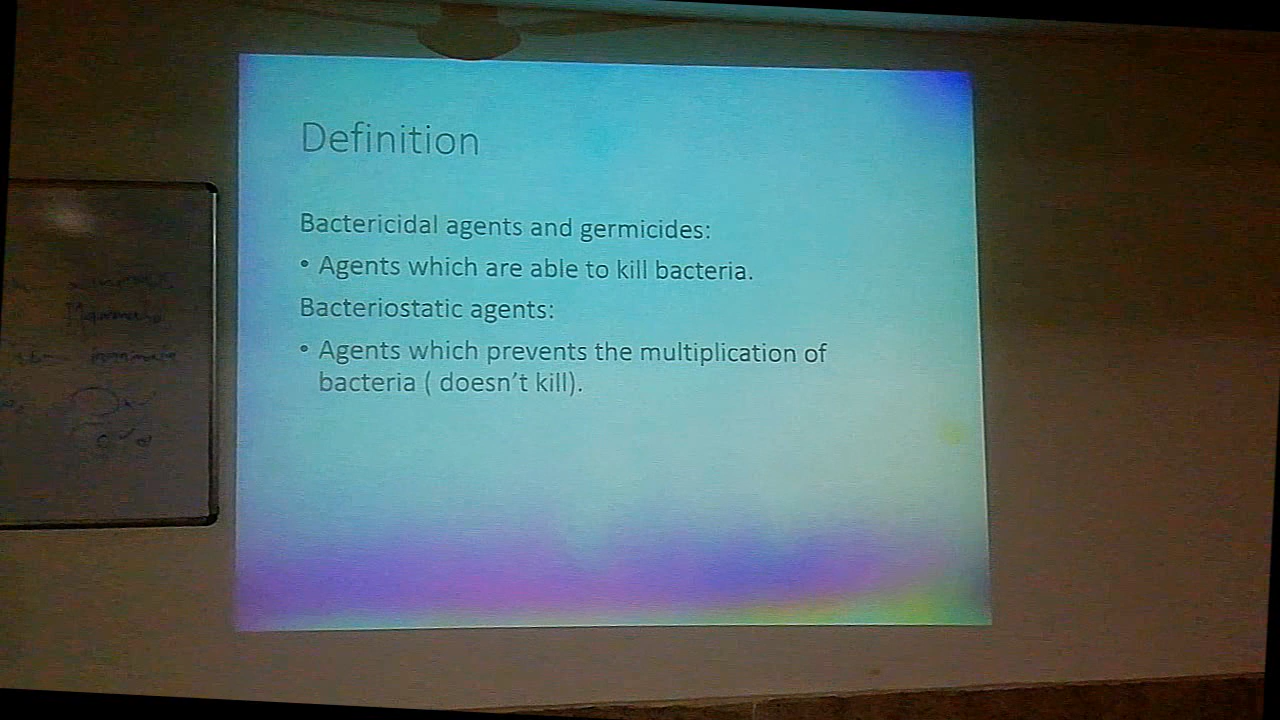 Definition
Bactericidal agents and germicides:
• Agents which are able to kill bacteria.
Bacteriostatic agents:
• Agents which prevents the multiplication of
bacteria ( doesn't kill).